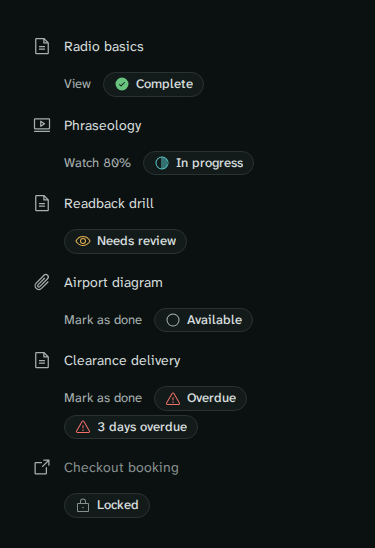 Radio basics
View Complete
Phraseology
Watch 80% In progress
Readback drill
Needs review
Airport diagram
Mark as done Available
Clearance delivery
Mark as done Overdue
3 days overdue
Checkout booking
Locked